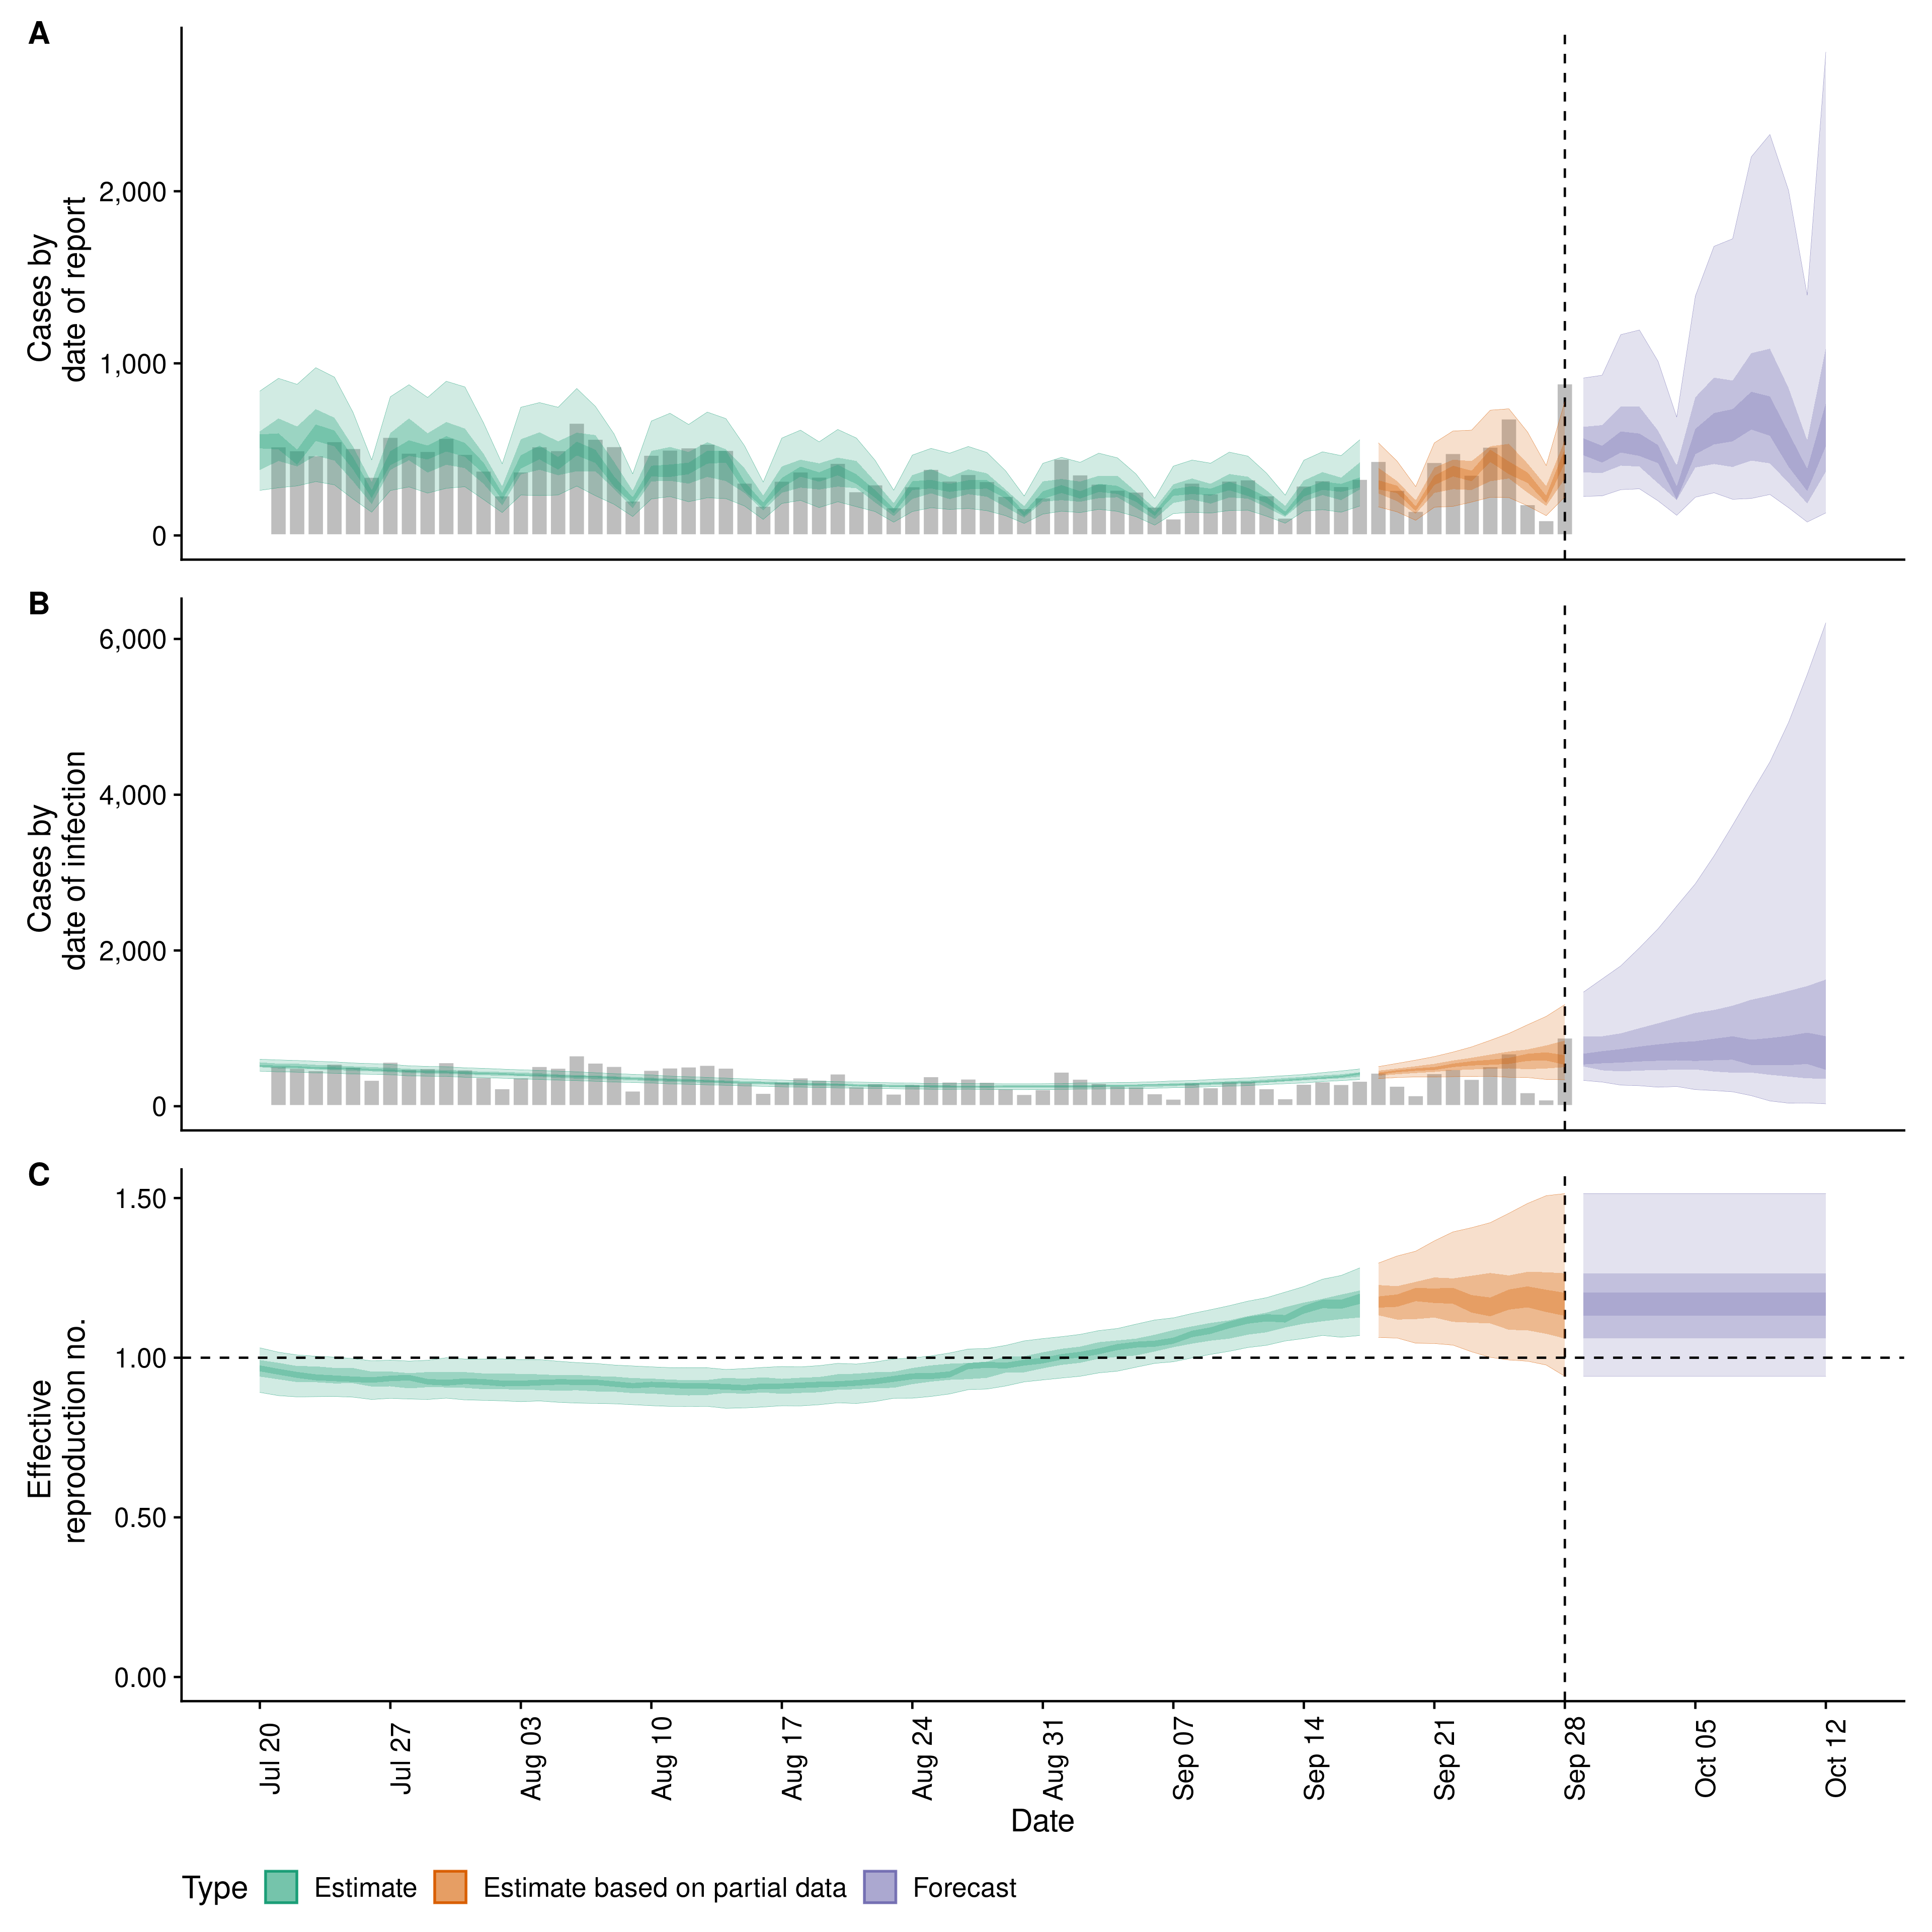 A
Cases by
date of report
2,000
1,000
0
B
Cases by
date of infection
6,000
4,000
2,000
0
C
Effective
reproduction no.
1.50
1.00
0.50
0.00
Jul 20
Jul 27
Aug 03
Aug 10
Aug 17
Aug 24
Aug 31
Sep 07
Sep 14
Sep 21
Sep 28
Oct 05
Oct 12
Date
Type Estimate Estimate based on partial data Forecast